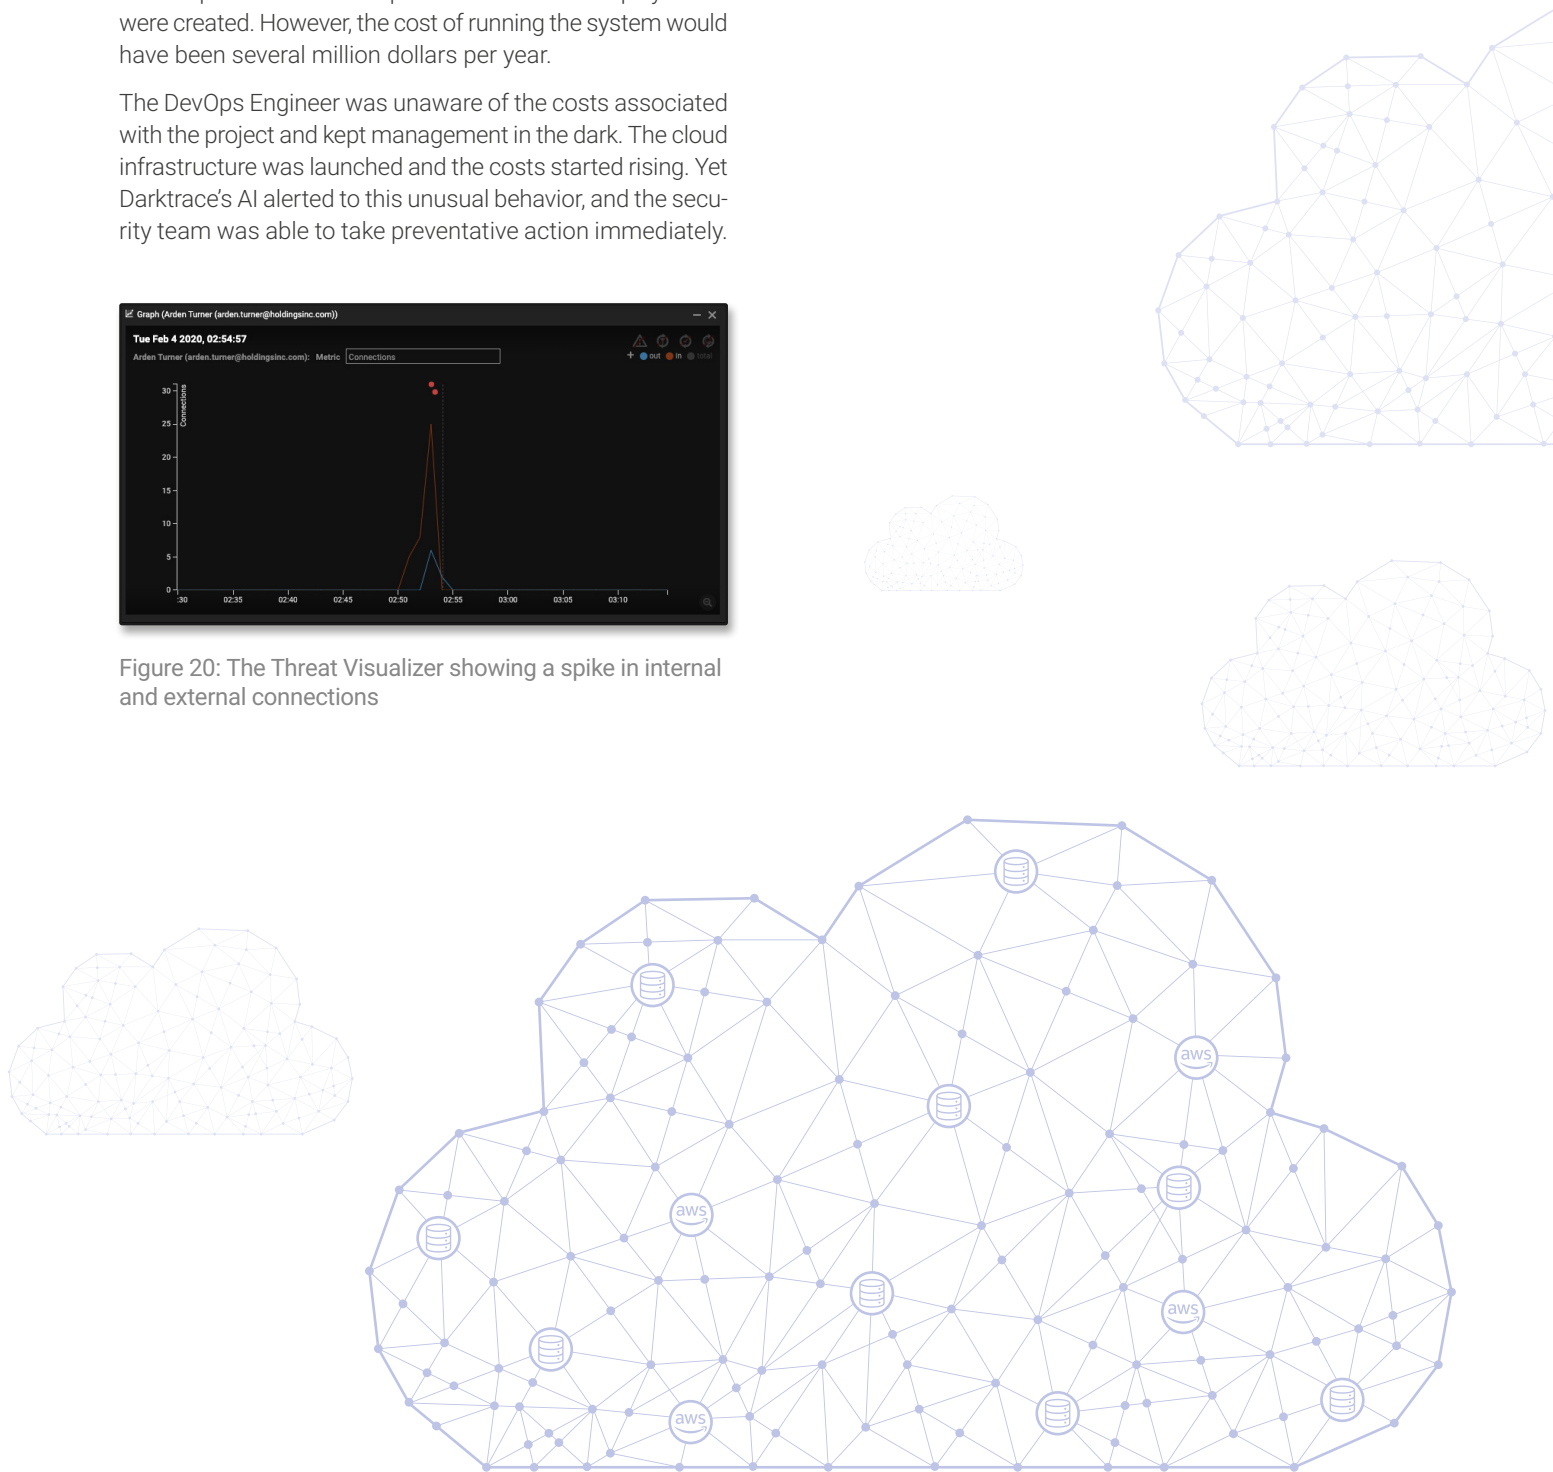 were created. However, the cost of running the system would
have been several million dollars per year.
The DevOps Engineer was unaware of the costs associated
with the project and kept management in the dark. The cloud
infrastructure was launched and the costs started rising. Yet
Darktrace’s AI alerted to this unusual behavior, and the secu-
rity team was able to take preventative action immediately.
Graph (Arden Turner (arden.turner@holdingsinc.com))
Tue Feb 4 2020, 02:54:57
Arden Turner (arden.turner@holdingsinc.com): Metric Connections
out in total
Connections
30
25
20
15
10
5
0
:30 02:35 02:40 02:45 02:50 02:55 03:00 03:05 03:10
Figure 20: The Threat Visualizer showing a spike in internal
and external connections
aws
aws
aws
aws